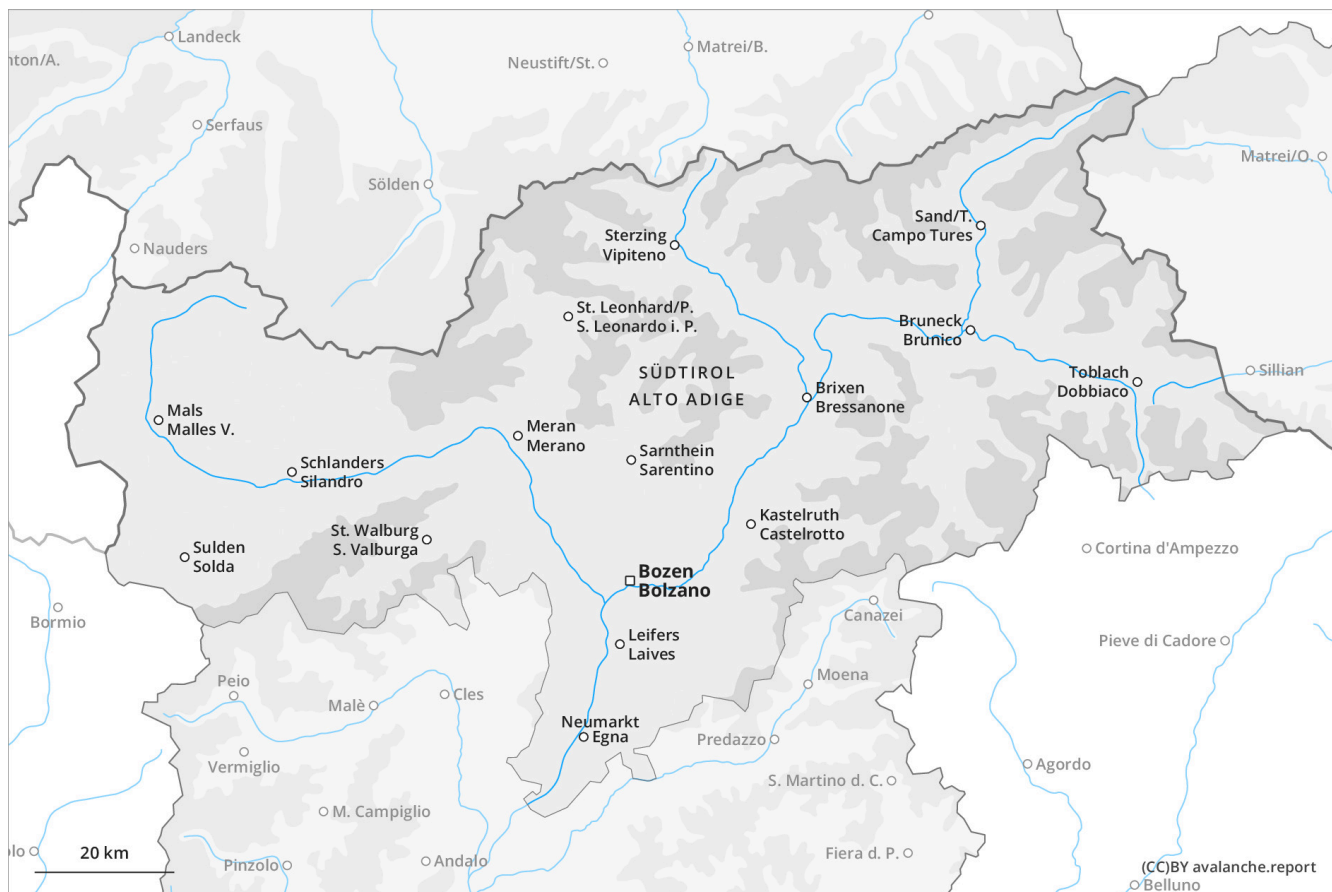 Landeck
nton/A.
Neustift/St.
Matrei/B.
Serfaus
Matrei/O.
Sölden
Sand/T.
Campo Tures
Sterzing
Vipiteno
Nauders
St. Leonhard/P.
S. Leonardo i. P.
Bruneck
Brunico
SÜDTIROL
ALTO ADIGE
Toblach
Dobbiaco
Sillian
Brixen
Bressanone
Mals
Malles V.
Meran
Merano
Schlanders
Silandro
Sarnthein
Sarentino
Kastelruth
Castelrotto
St. Walburg
S. Valburga
Sulden
Solda
Cortina d'Ampezzo
Bozen
Bolzano
Bormio
Canazei
Leifers
Laives
Pieve di Cadore
Peio
Malè
Cles
Moena
Neumarkt
Egna
Predazzo
Vermiglio
Agordo
S. Martino d. C.
M. Campiglio
olo
20 km
Pinzolo
Andalo
Fiera d. P.
(CC)BY avalanche.report
Belluno